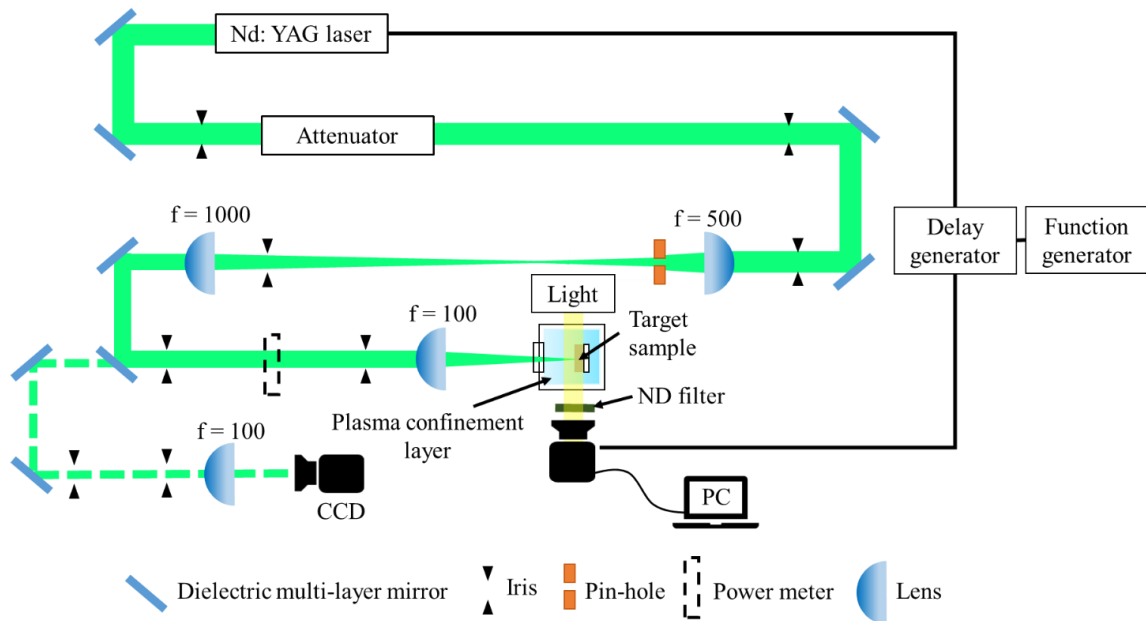 Nd: YAG laser
Attenuator
f = 1000
f = 500
Delay
generator
Function
generator
Light
f = 100
Target
sample
ND filter
Plasma confinement
layer
f = 100
CCD
PC
Dielectric multi-layer mirror
Iris
Pin-hole
Power meter
Lens